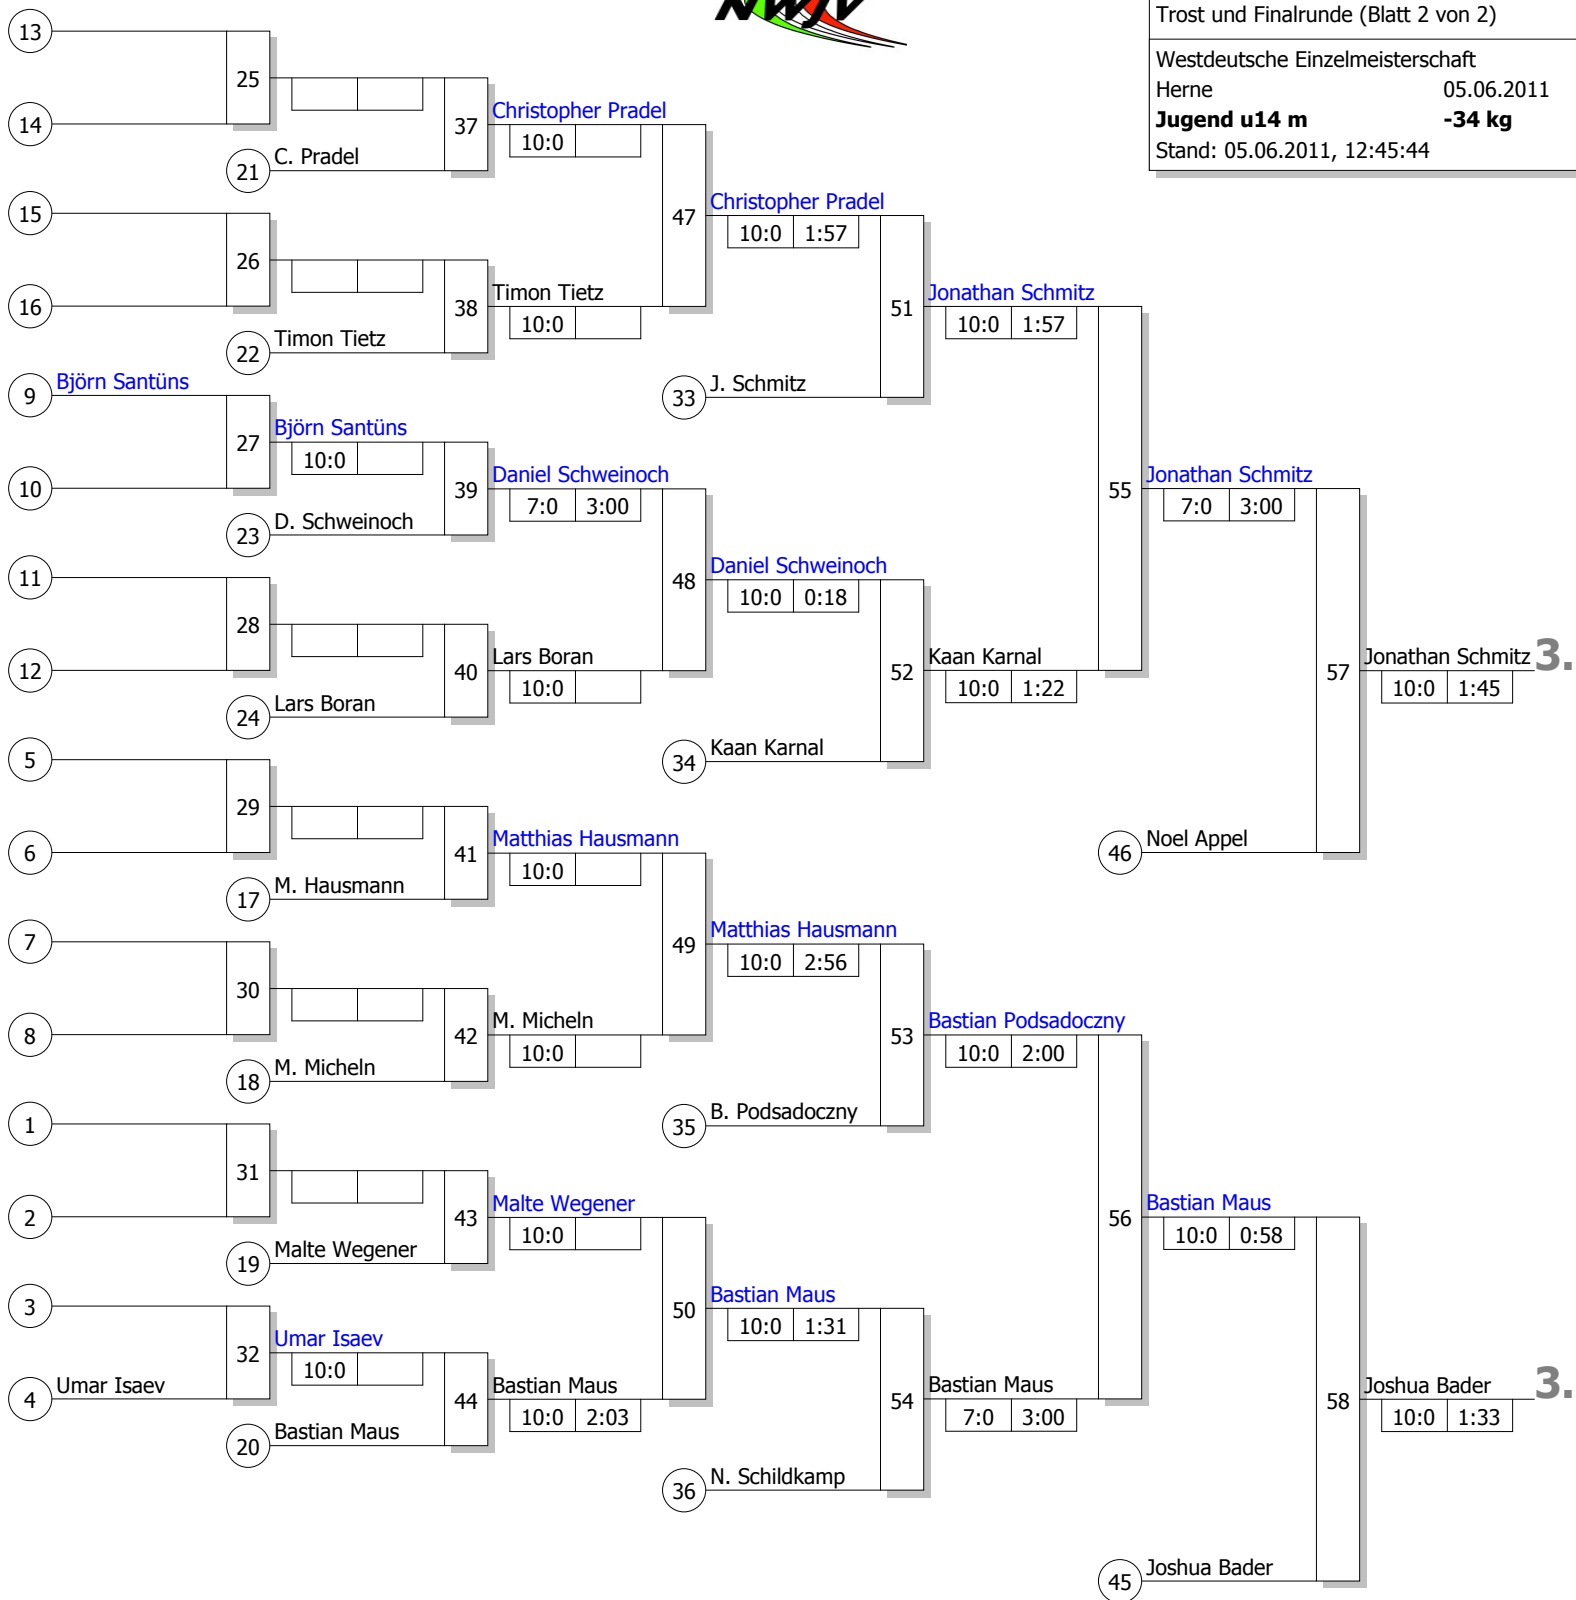 NWJV
Trost und Finalrunde (Blatt 2 von 2)
Westdeutsche Einzelmeisterschaft
Herne 05.06.2011
Jugend u14 m -34 kg
Stand: 05.06.2011, 12:45:44
13
25
14
37
Christopher Pradel
10:0
21
C. Pradel
15
26
16
38
Timon Tietz
10:0
22
Timon Tietz
47
Christopher Pradel
10:0 1:57
51
Jonathan Schmitz
10:0 1:57
33
J. Schmitz
9
Björn Santüns
27
Björn Santüns
10:0
10
39
Daniel Schweinoch
7:0 3:00
23
D. Schweinoch
11
28
12
40
Lars Boran
10:0
24
Lars Boran
48
Daniel Schweinoch
10:0 0:18
52
Kaan Karnal
10:0 1:22
34
Kaan Karnal
55
Jonathan Schmitz
7:0 3:00
57
Jonathan Schmitz 3.
10:0 1:45
46
Noel Appel
5
29
6
41
Matthias Hausmann
10:0
17
M. Hausmann
7
30
8
42
M. Micheln
10:0
18
M. Micheln
49
Matthias Hausmann
10:0 2:56
53
Bastian Podsadoczny
10:0 2:00
35
B. Podsadoczny
1
31
2
43
Malte Wegener
10:0
19
Malte Wegener
3
32
Umar Isaev
10:0
4
Umar Isaev
44
Bastian Maus
10:0 2:03
20
Bastian Maus
50
Bastian Maus
10:0 1:31
54
Bastian Maus
7:0 3:00
36
N. Schildkamp
56
Bastian Maus
10:0 0:58
58
Joshua Bader 3.
10:0 1:33
45
Joshua Bader